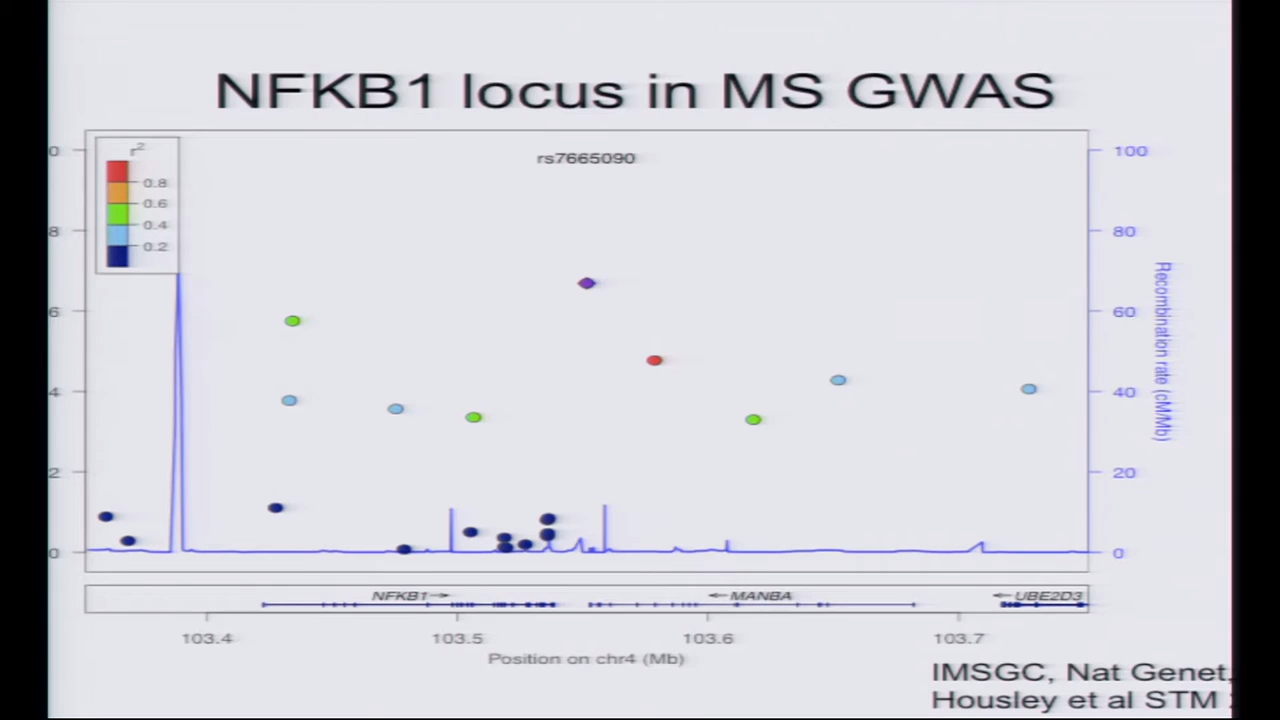 NFKB1 locus in MS GWAS
r2
0.8
0.6
0.4
0.2
rs7665090
0
8
6
4
2
0
100
80
60
40
20
0
Recombination rate (cM/Mb)
NFKB1
MANBA
UBE2D3
103.4 103.5 103.6 103.7
Position on chr4 (Mb)
IMSGC, Nat Genet,
Housley et al STM